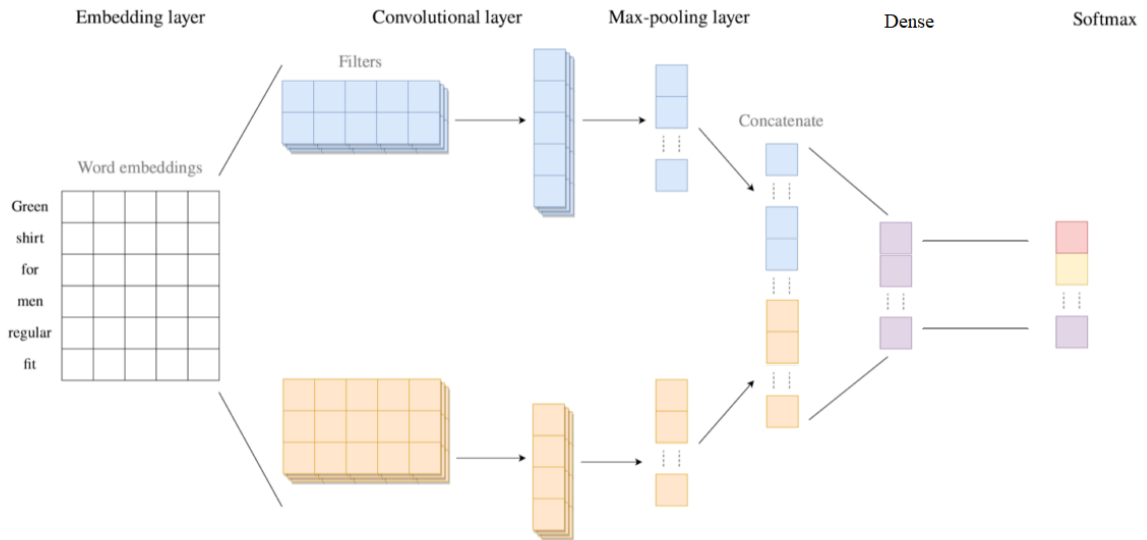 Embedding layer
Convolutional layer
Max-pooling layer
Dense
Softmax
Filters
Concatenate
Word embeddings
Green
shirt
for
men
regular
fit